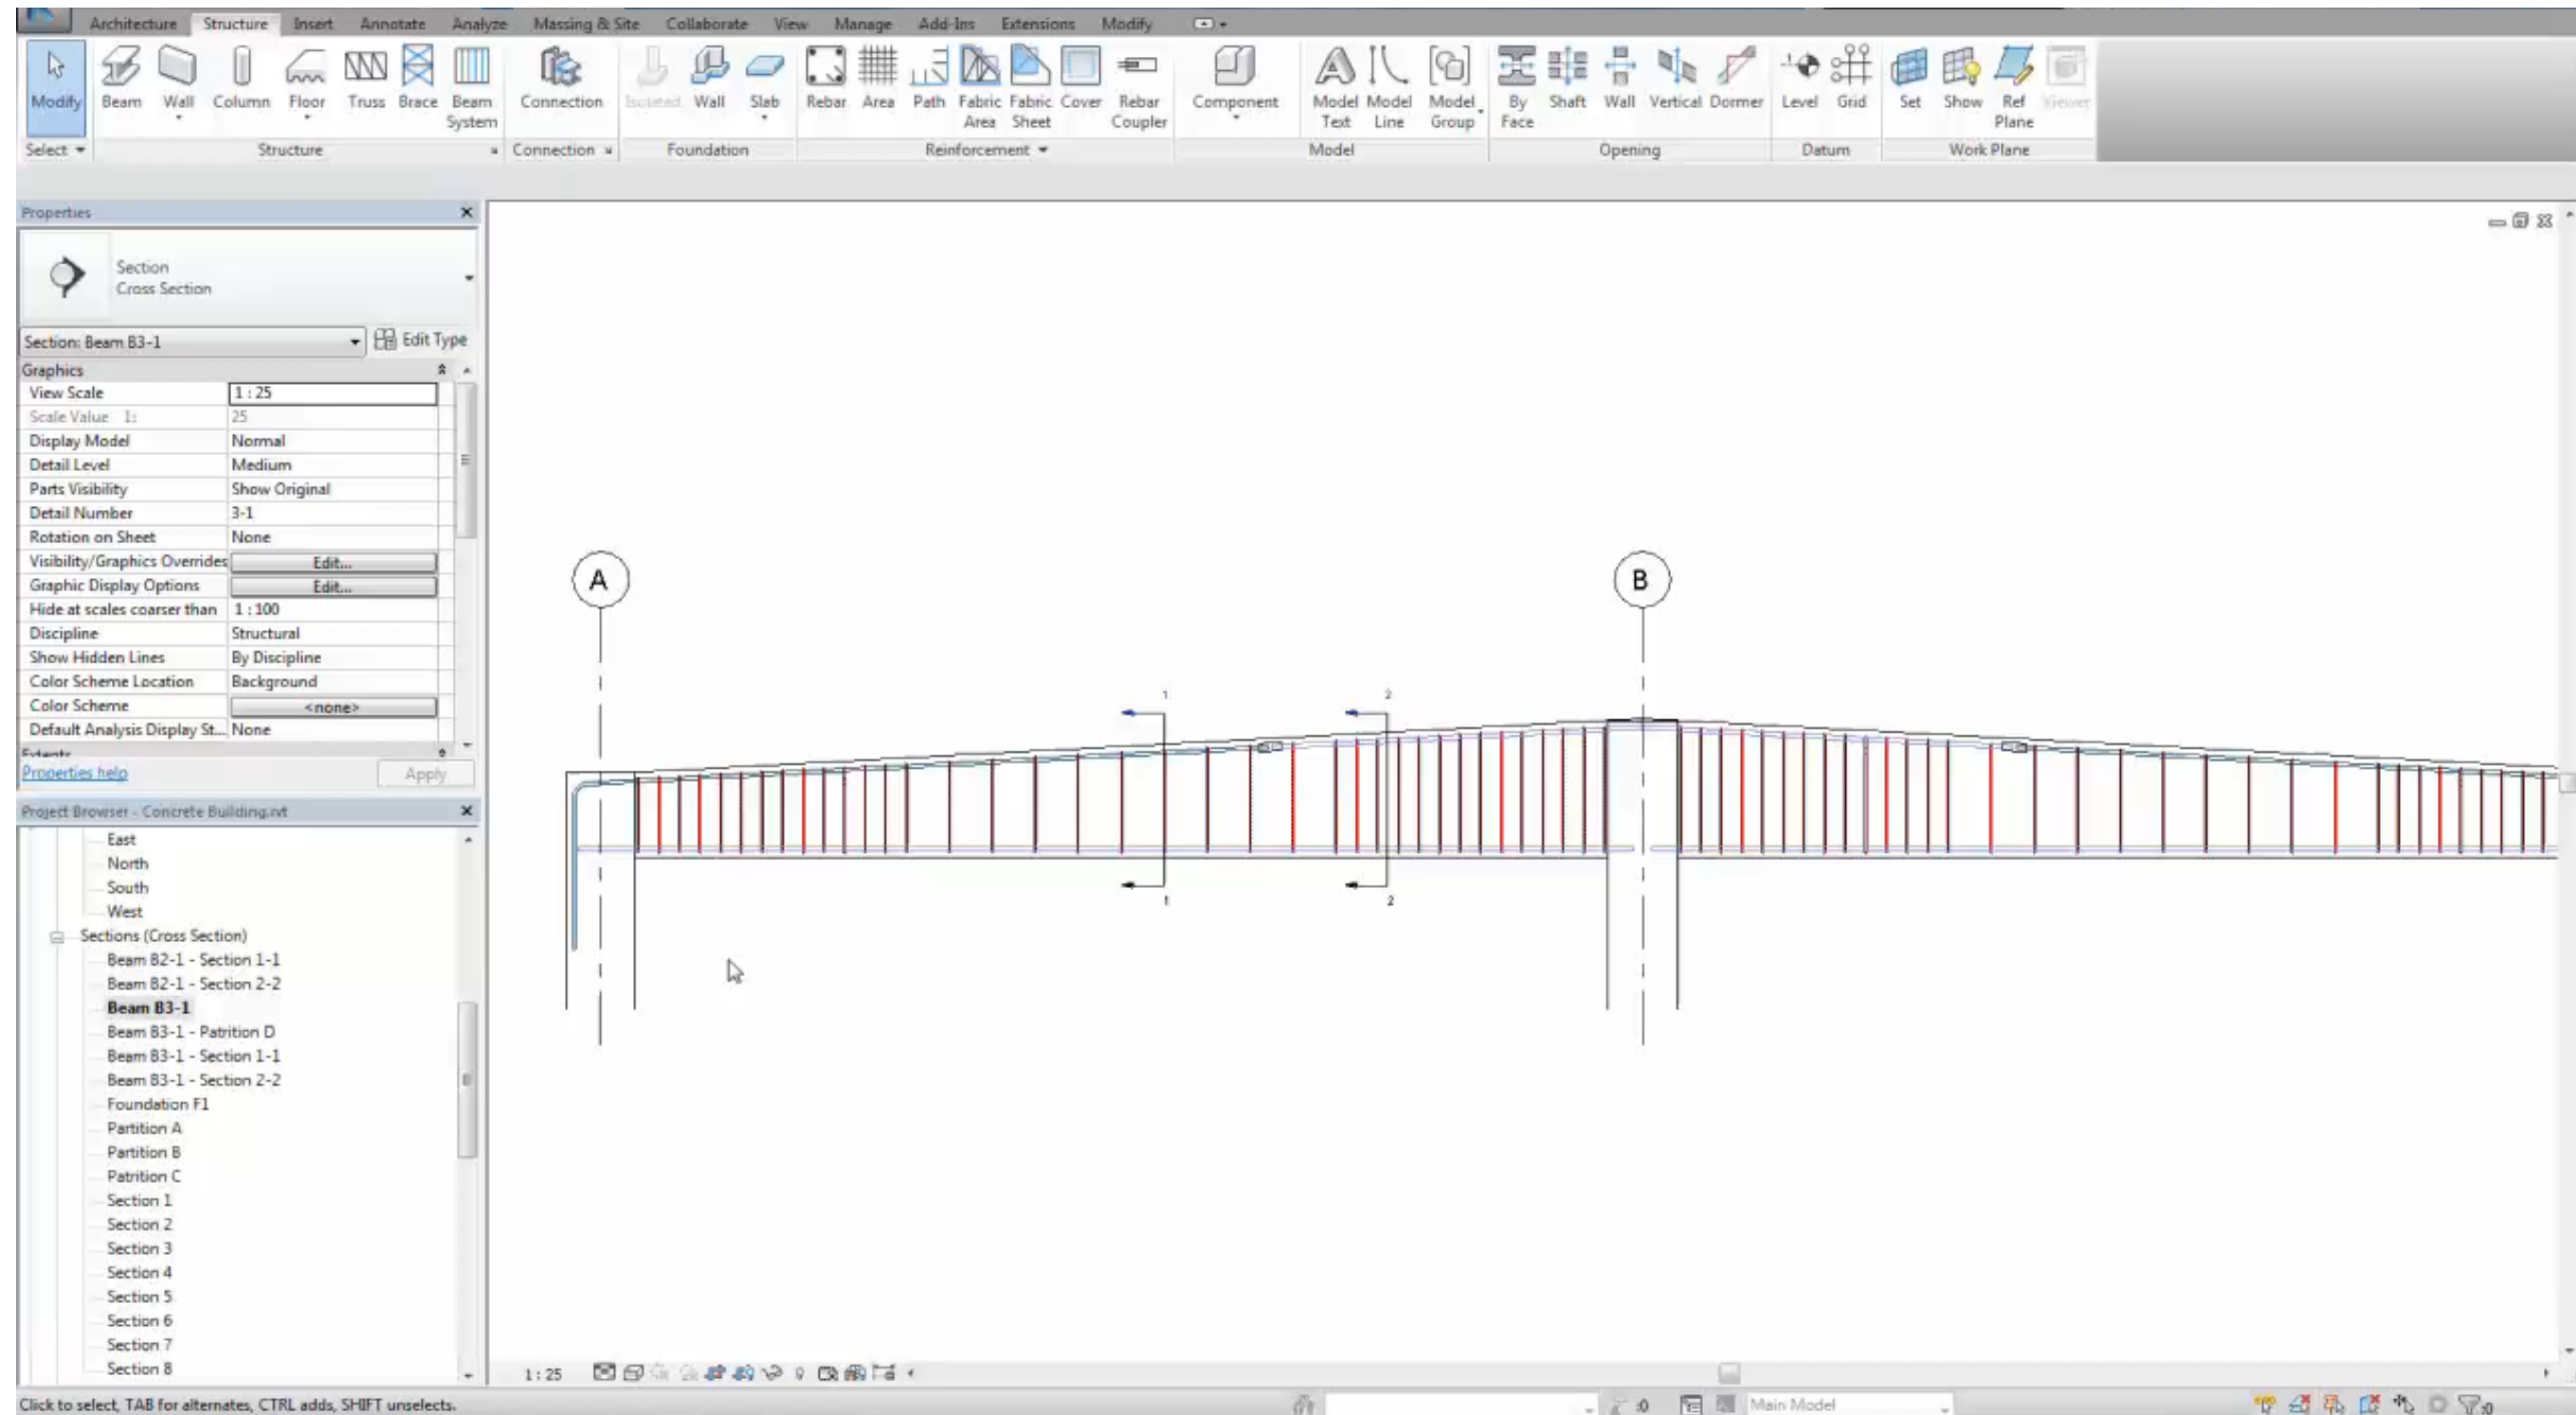 Architecture Structure Insert Annotate Analyze Massing & Site Collaborate View Manage Add-Ins Extensions Modify
Modify Beam Wall Column Floor Truss Brace Beam System Connection Isolated Wall Slab Rebar Area Path Fabric Area Fabric Sheet Cover Rebar Coupler Component Model Text Model Line Model Group By Face Shaft Wall Vertical Dormer Level Grid Set Show Ref Plane Viewer
Select Structure Connection Foundation Reinforcement Model Opening Datum Work Plane
Properties
Section
Cross Section
Section: Beam B3-1 Edit Type
Graphics
View Scale 1 : 25
Scale Value 1: 25
Display Model Normal
Detail Level Medium
Parts Visibility Show Original
Detail Number 3-1
Rotation on Sheet None
Visibility/Graphics Overrides Edit...
Graphic Display Options Edit...
Hide at scales coarser than 1 : 100
Discipline Structural
Show Hidden Lines By Discipline
Color Scheme Location Background
Color Scheme <none>
Default Analysis Display St... None
Extents
Properties help Apply
Project Browser - Concrete Building.rvt
East
North
South
West
Sections (Cross Section)
Beam B2-1 - Section 1-1
Beam B2-1 - Section 2-2
Beam B3-1
Beam B3-1 - Patrition D
Beam B3-1 - Section 1-1
Beam B3-1 - Section 2-2
Foundation F1
Partition A
Partition B
Patrition C
Section 1
Section 2
Section 3
Section 4
Section 5
Section 6
Section 7
Section 8
A B
1 2
1 2
1 : 25
Click to select, TAB for alternates, CTRL adds, SHIFT unselects. :0 Main Model :0